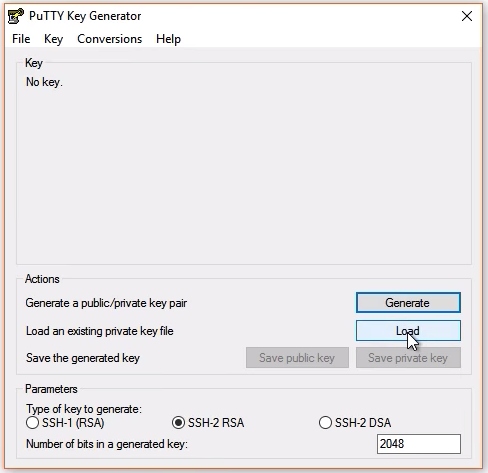 PuTTY Key Generator
File Key Conversions Help
Key
No key.
Actions
Generate a public/private key pair Generate
Load an existing private key file Load
Save the generated key Save public key Save private key
Parameters
Type of key to generate:
SSH-1 (RSA) SSH-2 RSA SSH-2 DSA
Number of bits in a generated key: 2048